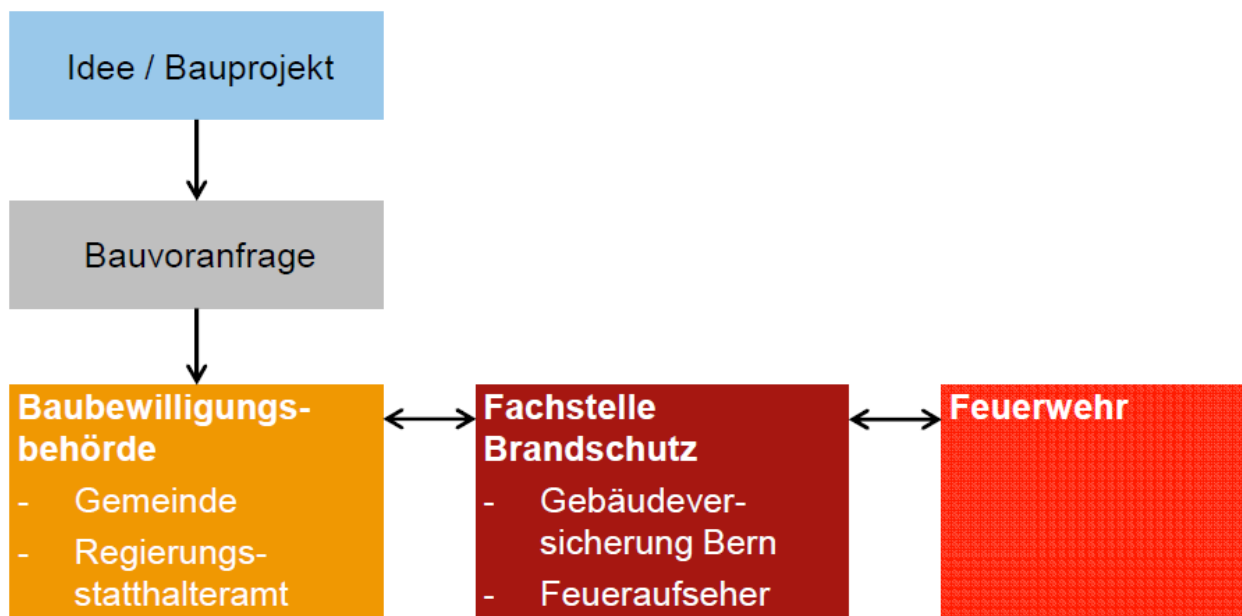 Idee / Bauprojekt
Bauvoranfrage
Baubewilligungs-
behörde
- Gemeinde
- Regierungs-
statthalteramt
Fachstelle
Brandschutz
- Gebäudever-
sicherung Bern
- Feueraufseher
Feuerwehr